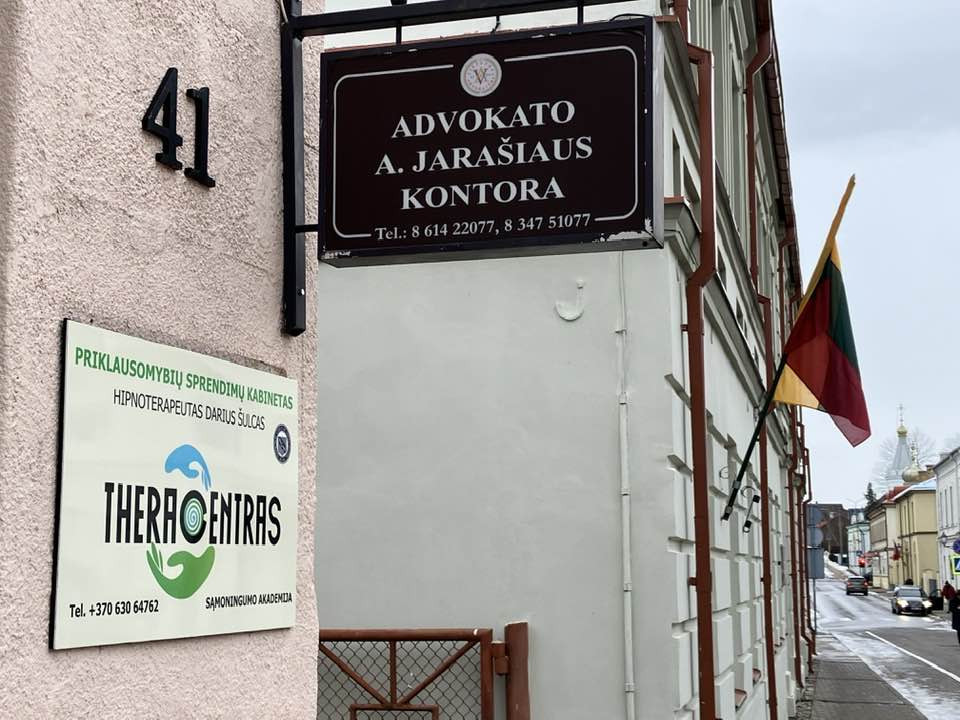 41
ADVOKATO
A. JARAŠIAUS
KONTORA
Tel.: 8 614 22077, 8 347 51077
PRIKLAUSOMYBIŲ SPRENDIMŲ KABINETAS
HIPNOTERAPEUTAS DARIUS ŠULCAS
THERACENTRAS
Tel. +370 630 64762
SĄMONINGUMO AKADEMIJA